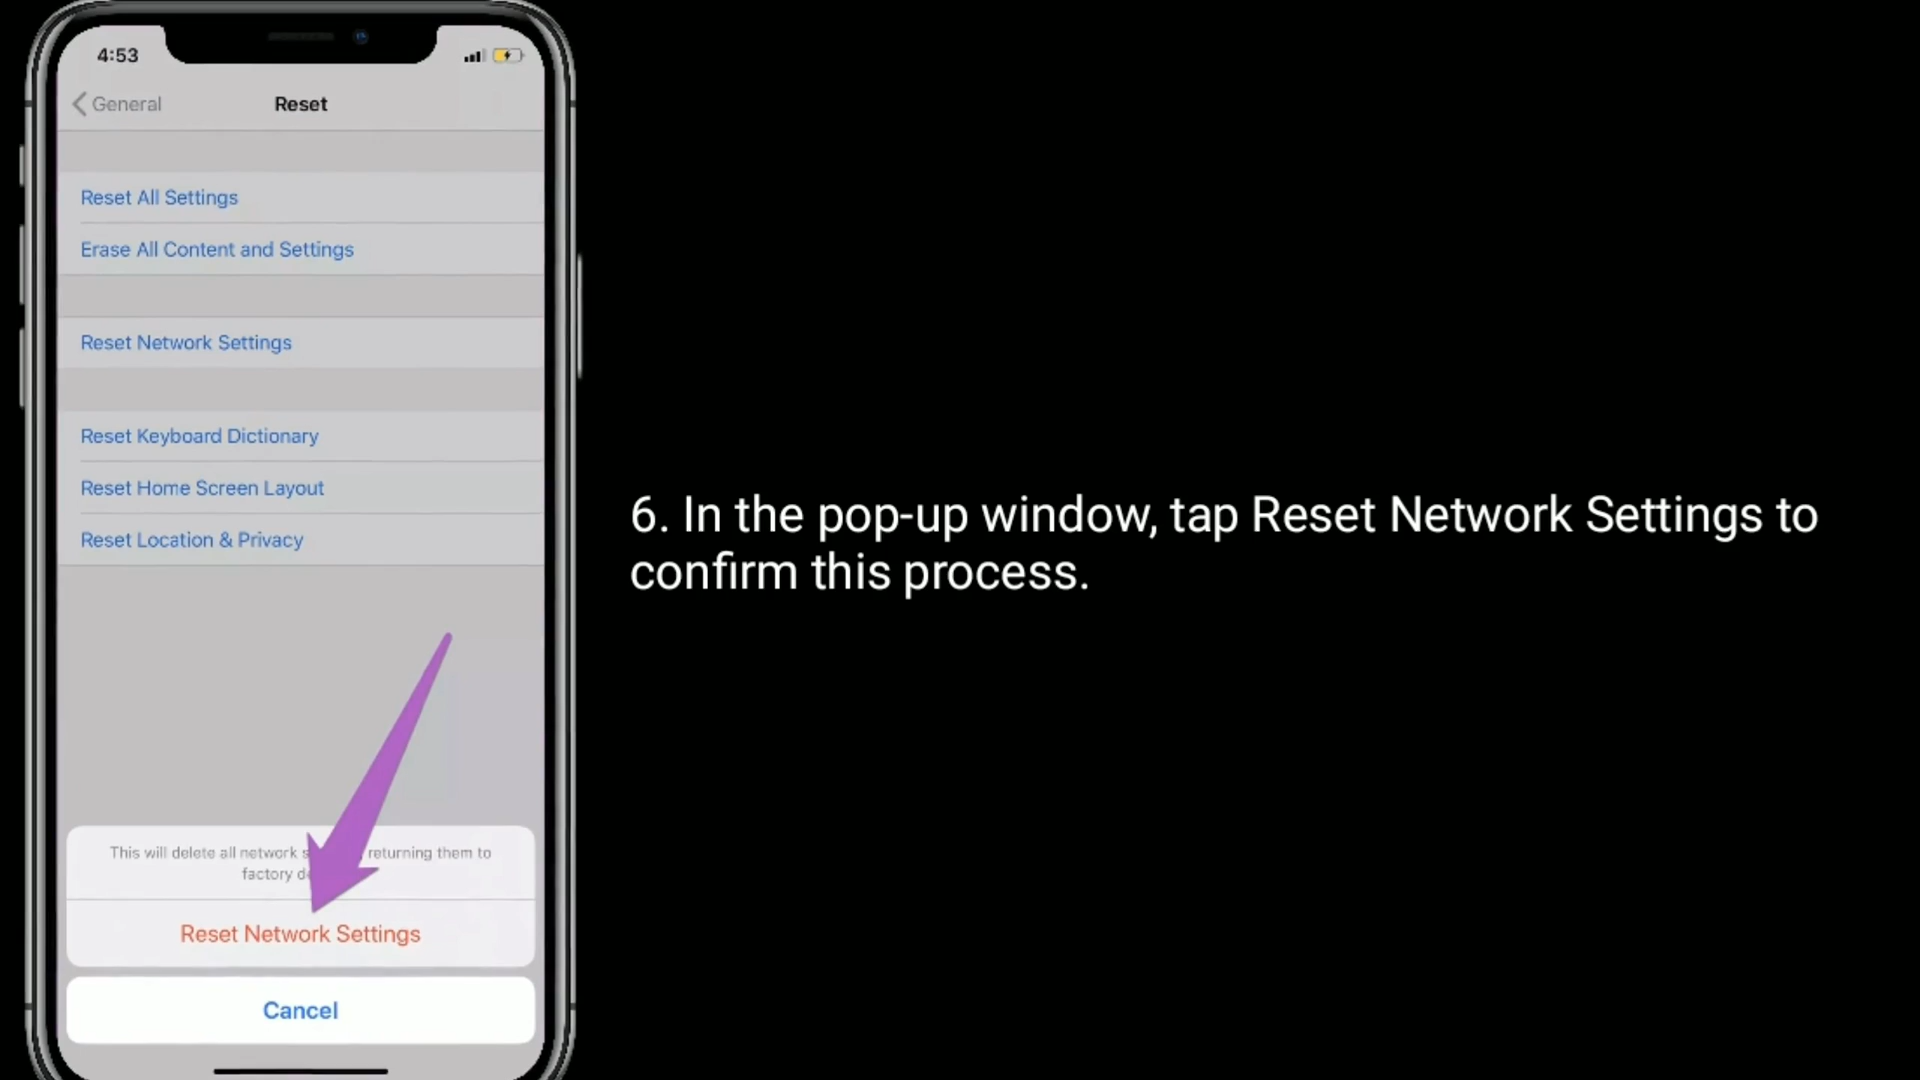 4:53
General
Reset
Reset All Settings
Erase All Content and Settings
Reset Network Settings
Reset Keyboard Dictionary
Reset Home Screen Layout
Reset Location & Privacy
This will delete all network returning them to
factory
Reset Network Settings
Cancel
6. In the pop-up window, tap Reset Network Settings to
confirm this process.